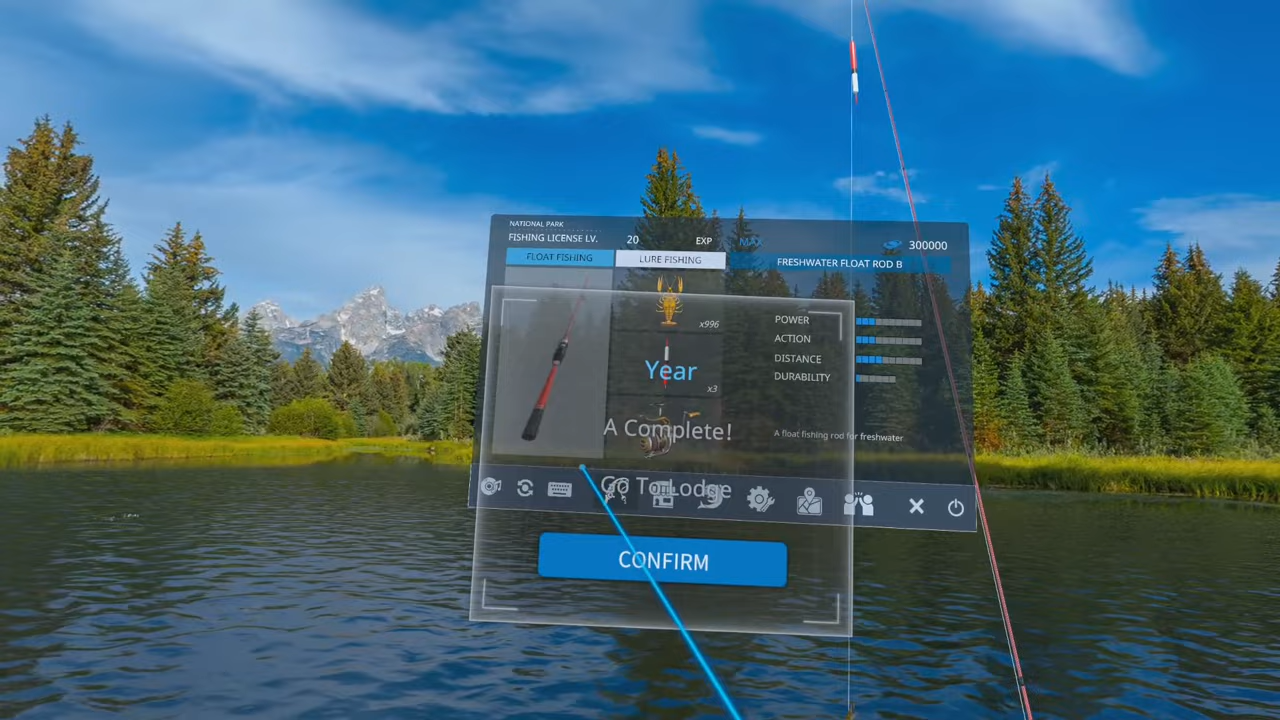 NATIONAL PARK
FISHING LICENSE LV. 20 EXP MAX 300000
FLOAT FISHING LURE FISHING FRESHWATER FLOAT ROD B
x996
POWER
ACTION
DISTANCE
DURABILITY
Year
x3
A Complete!
A float fishing rod for freshwater
GO To Lodge
CONFIRM